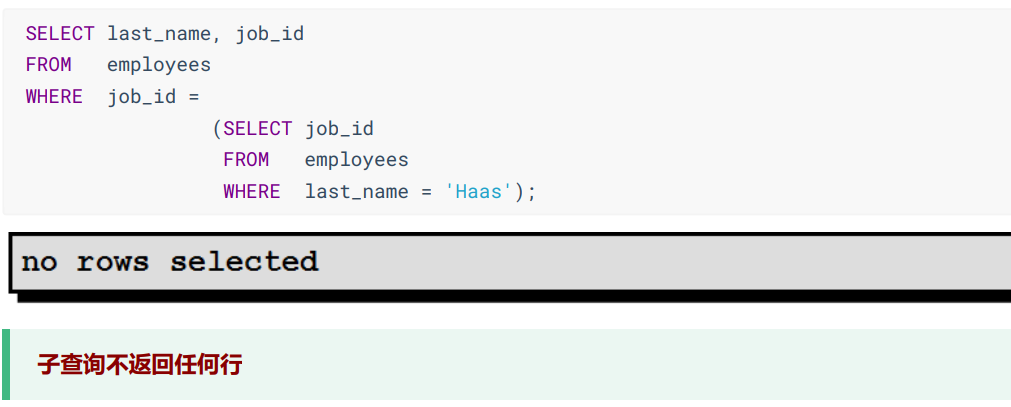 SELECT last_name, job_id
FROM employees
WHERE job_id =
(SELECT job_id
FROM employees
WHERE last_name = 'Haas');
no rows selected
子查询不返回任何行